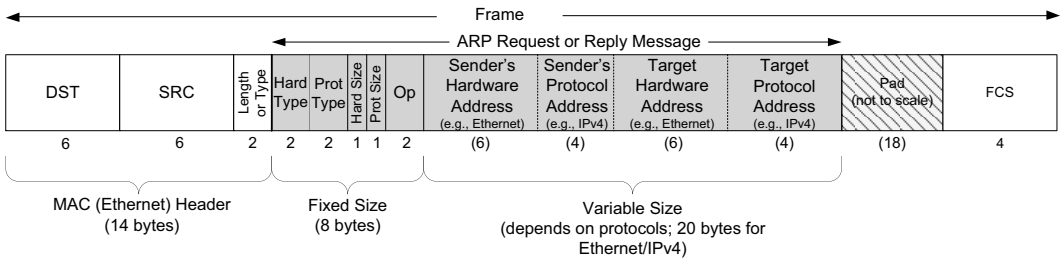 Frame
ARP Request or Reply Message
DST
SRC
Length
or Type
Hard
Type
Prot
Type
Hard Size
Prot Size
Op
Sender's
Hardware
Address
(e.g., Ethernet)
Sender's
Protocol
Address
(e.g., IPv4)
Target
Hardware
Address
(e.g., Ethernet)
Target
Protocol
Address
(e.g., IPv4)
Pad
(not to scale)
FCS
6
6
2
2
2
1
1
2
(6)
(4)
(6)
(4)
(18)
4
MAC (Ethernet) Header
(14 bytes)
Fixed Size
(8 bytes)
Variable Size
(depends on protocols; 20 bytes for
Ethernet/IPv4)